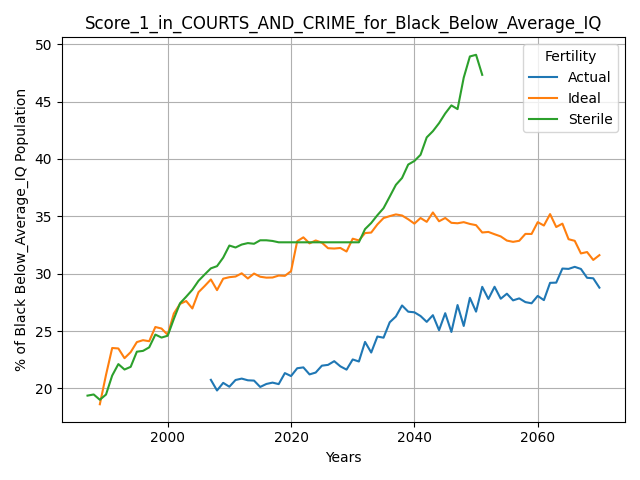 Score_1_in_COURTS_AND_CRIME_for_Black_Below_Average_IQ
% of Black Below_Average_IQ Population
50
45
40
35
30
25
20
Fertility
Actual
Ideal
Sterile
2000
2020
2040
2060
Years